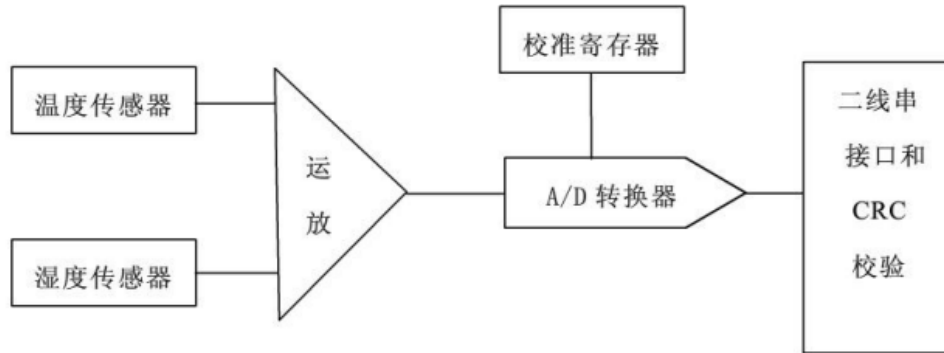 校准寄存器
温度传感器
运
放
A/D 转换器
湿度传感器
二线串
接口和
CRC
校验